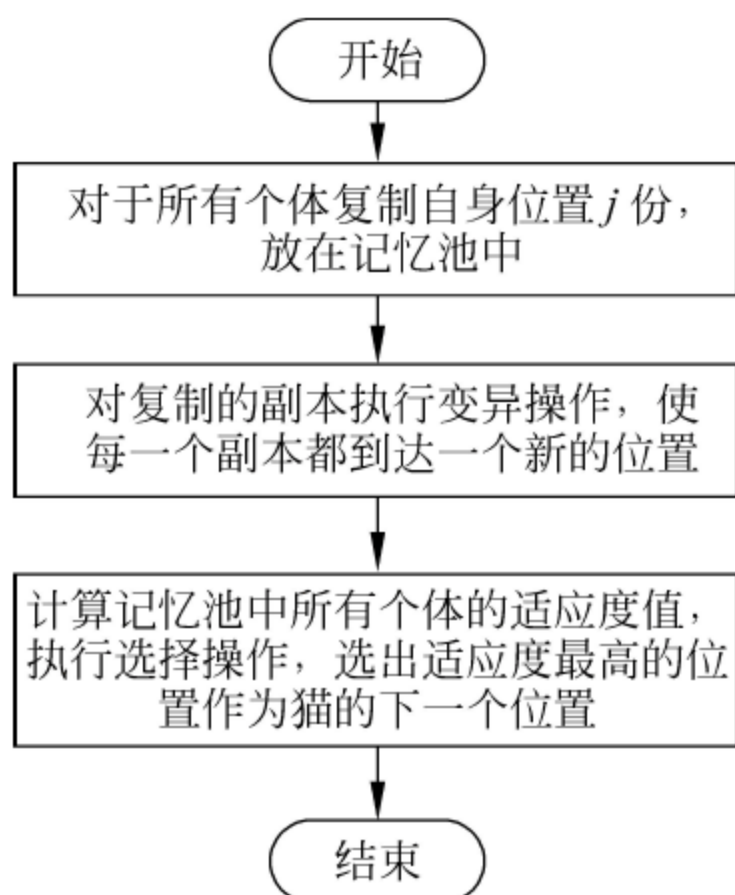 开始
对于所有个体复制自身位置j份，
放在记忆池中
对复制的副本执行变异操作，使
每一个副本都到达一个新的位置
计算记忆池中所有个体的适应度值，
执行选择操作，选出适应度最高的位
置作为猫的下一个位置
结束